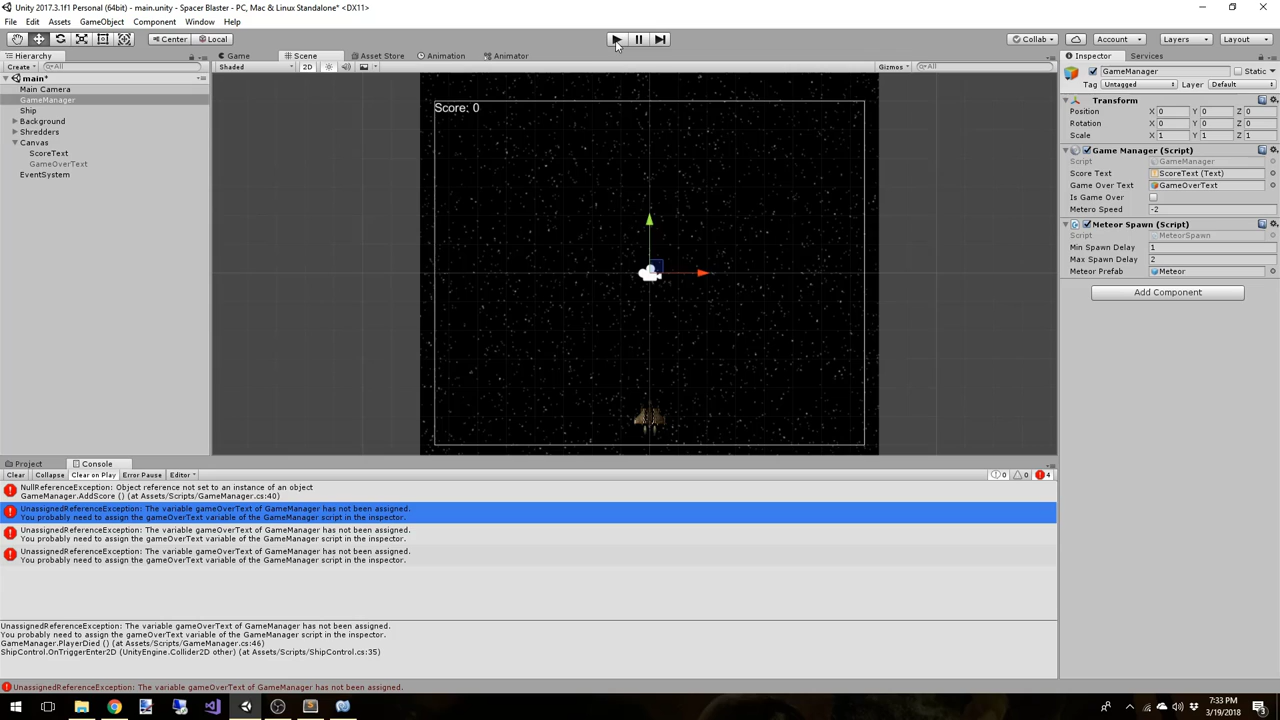 Unity 2017.3.1f1 Personal (64bit) - main.unity - Spacer Blaster - PC, Mac & Linux Standalone* <DX11>
File Edit Assets GameObject Component Window Help
Center Local Collab Account Layers Layout
Hierarchy Game Scene Asset Store Animation Animator Inspector Services
Create All Shaded 2D Gizmos All GameManager Static
main*
Tag Untagged Layer Default
Main Camera
GameManager
Ship
Background
Shredders
Canvas
ScoreText
GameOverText
EventSystem
Score: 0
Transform
Position X 0 Y 0 Z 0
Rotation X 0 Y 0 Z 0
Scale X 1 Y 1 Z 1
Game Manager (Script)
Script GameManager
Score Text ScoreText (Text)
Game Over Text GameOverText
Is Game Over
Metero Speed -2
Meteor Spawn (Script)
Script MeteorSpawn
Min Spawn Delay 1
Max Spawn Delay 2
Meteor Prefab Meteor
Add Component
Project Console
Clear Collapse Clear on Play Error Pause Editor 0 0 4
NullReferenceException: Object reference not set to an instance of an object
GameManager.AddScore () (at Assets/Scripts/GameManager.cs:40)
UnassignedReferenceException: The variable gameOverText of GameManager has not been assigned.
You probably need to assign the gameOverText variable of the GameManager script in the inspector.
UnassignedReferenceException: The variable gameOverText of GameManager has not been assigned.
You probably need to assign the gameOverText variable of the GameManager script in the inspector.
UnassignedReferenceException: The variable gameOverText of GameManager has not been assigned.
You probably need to assign the gameOverText variable of the GameManager script in the inspector.
UnassignedReferenceException: The variable gameOverText of GameManager has not been assigned.
You probably need to assign the gameOverText variable of the GameManager script in the inspector.
GameManager.PlayerDied () (at Assets/Scripts/GameManager.cs:46)
ShipControl.OnTriggerEnter2D (UnityEngine.Collider2D other) (at Assets/Scripts/ShipControl.cs:35)
UnassignedReferenceException: The variable gameOverText of GameManager has not been assigned.
7:33 PM
3/19/2018
3